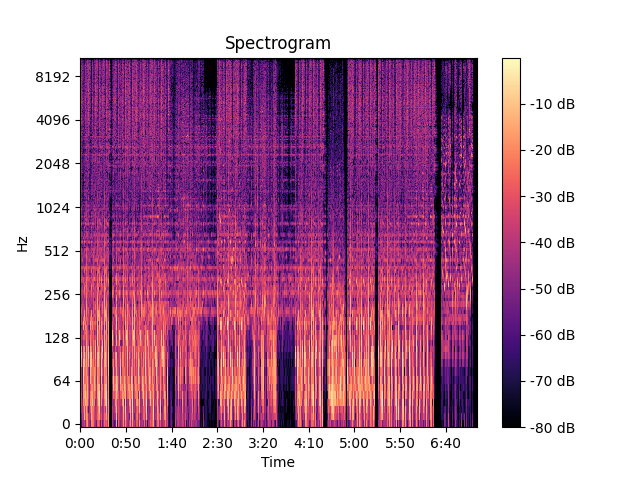 Spectrogram
8192
4096
2048
1024
512
256
128
64
0
Hz
0:00 0:50 1:40 2:30 3:20 4:10 5:00 5:50 6:40
Time
-10 dB
-20 dB
-30 dB
-40 dB
-50 dB
-60 dB
-70 dB
-80 dB